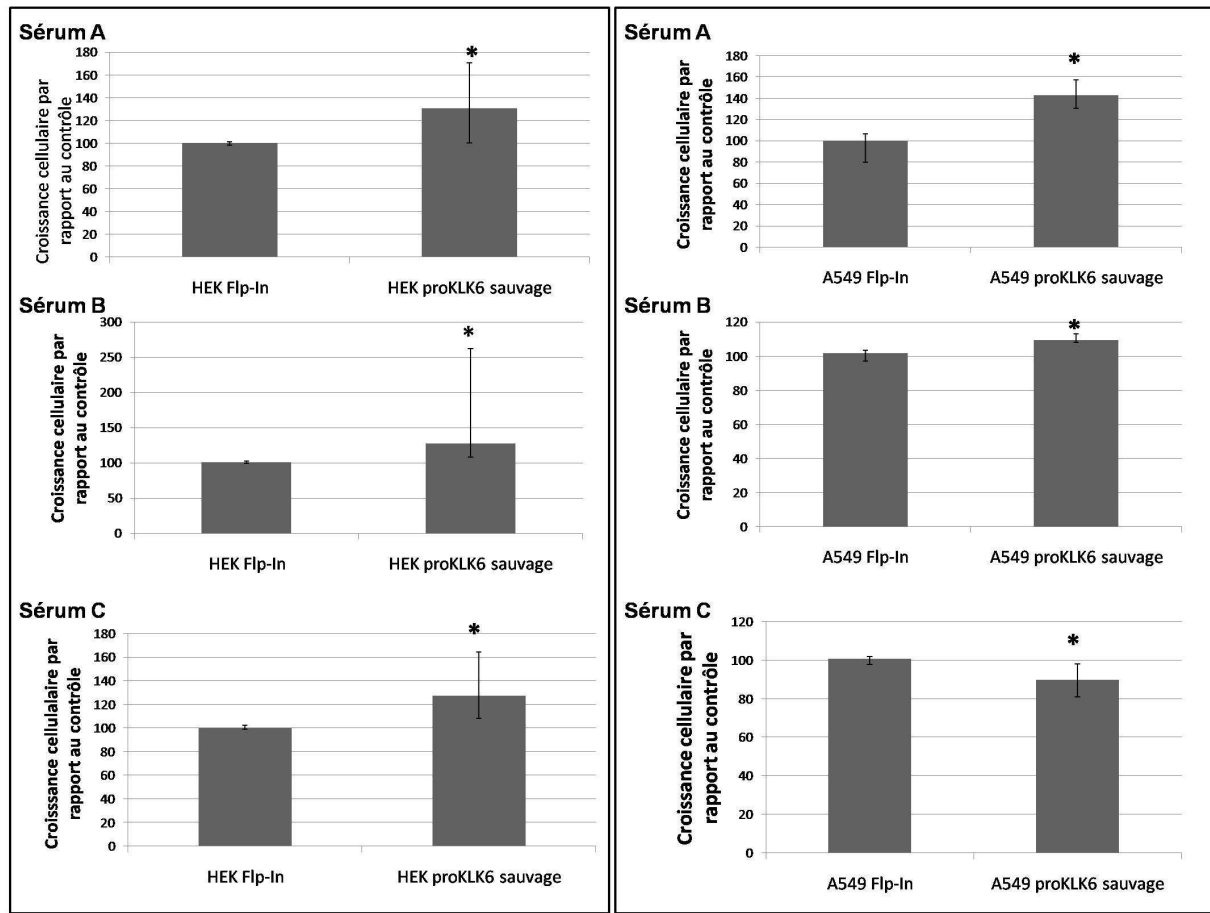 Sérum A
Croissance cellulaire par
rapport au contrôle
180
160
140
120
100
80
60
40
20
0
*
HEK Flp-In
HEK proKLK6 sauvage
Sérum B
Croissance cellulaire par
rapport au contrôle
300
250
200
150
100
50
0
*
HEK Flp-In
HEK proKLK6 sauvage
Sérum C
Croisssance cellulaire par
rapport au contrôle
180
160
140
120
100
80
60
40
20
0
*
HEK Flp-In
HEK proKLK6 sauvage
Sérum A
Croissance cellulaire par
rapport au contrôle
180
160
140
120
100
80
60
40
20
0
*
A549 Flp-In
A549 proKLK6 sauvage
Sérum B
Croissance cellulaire par
rapport au contrôle
120
100
80
60
40
20
0
*
A549 Flp-In
A549 proKLK6 sauvage
Sérum C
Croissance cellulaire par
rapport au contrôle
120
100
80
60
40
20
0
*
A549 Flp-In
A549 proKLK6 sauvage